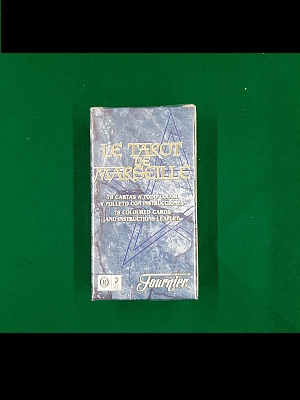 LE TAROT
DE
MARSEILLE
78 CARTAS A TODO COLOR
Y FOLLETO CON INSTRUCCIONES
78 COLOURED CARDS
AND INSTRUCTIONS LEAFLET
Fournier